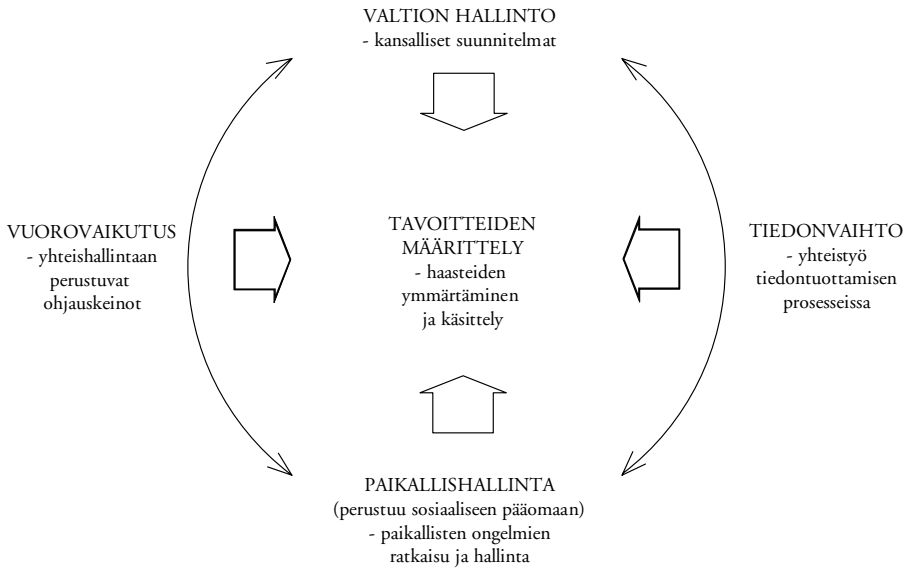 VALTION HALLINTO
- kansalliset suunnitelmat
VUOROVAIKUTUS
- yhteishallintaan
perustuvat
ohjauskeinot
TAVOITTEIDEN
MÄÄRITTELY
- haasteiden
ymmärtäminen
ja käsittely
TIEDONVAIHTO
- yhteistyö
tiedontuottamisen
prosesseissa
PAIKALLISHALLINTA
(perustuu sosiaaliseen pääomaan)
- paikallisten ongelmien
ratkaisu ja hallinta